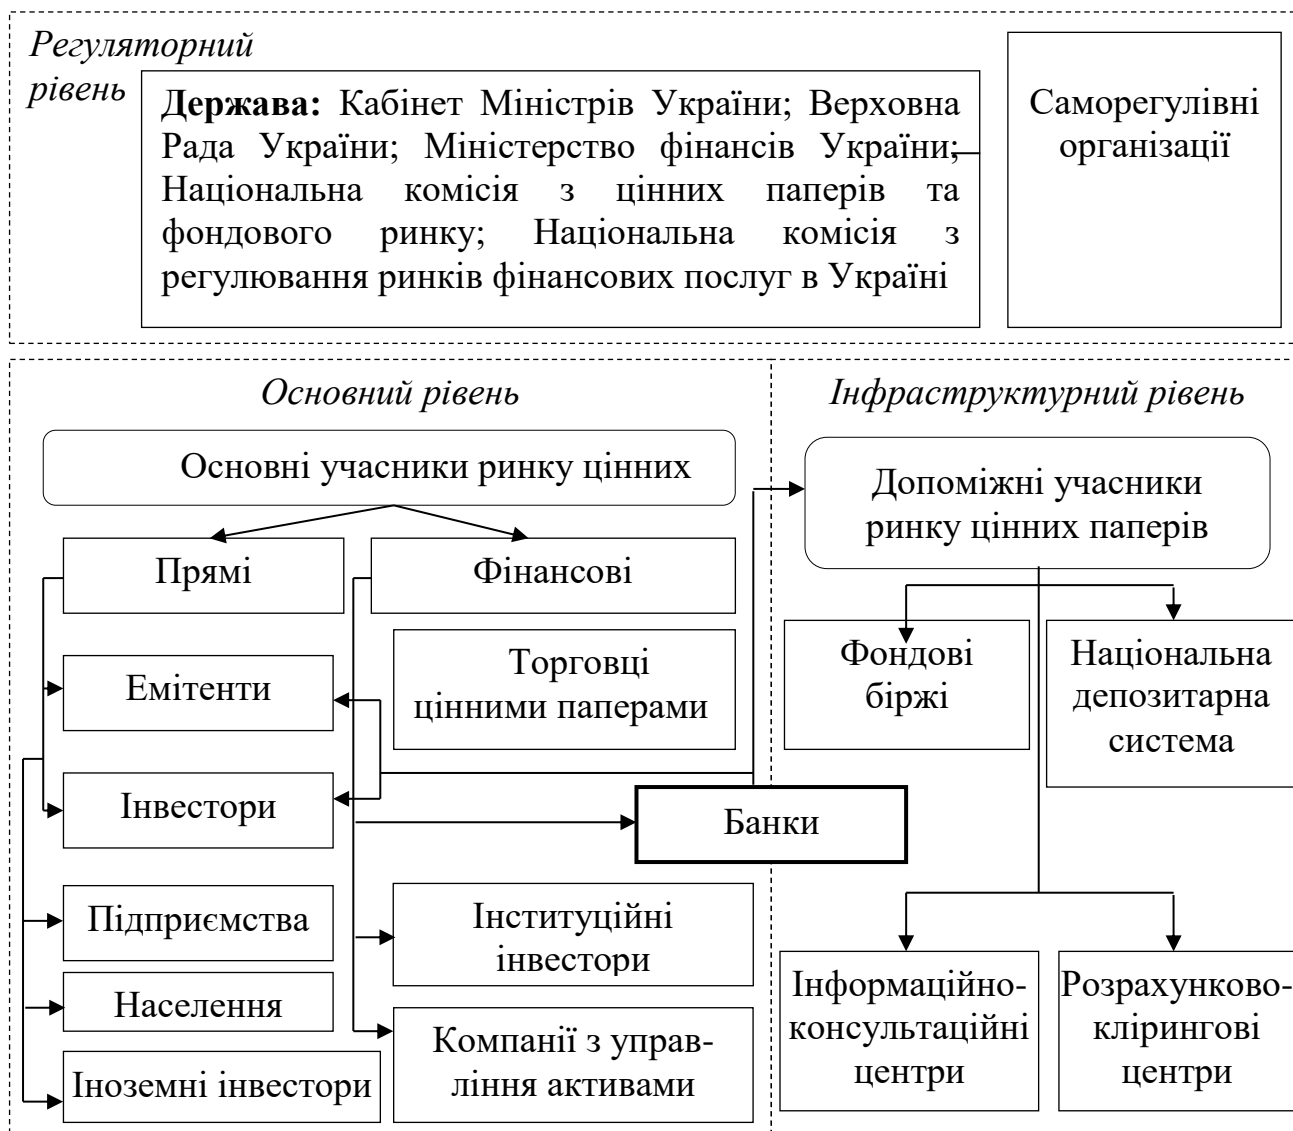 Регуляторний
рівень
Держава: Кабінет Міністрів України; Верховна
Рада України; Міністерство фінансів України;
Національна комісія з цінних паперів та
фондового ринку; Національна комісія з
регулювання ринків фінансових послуг в Україні
Саморегулівні
організації
Основний рівень
Основні учасники ринку цінних
Прямі
Фінансові
Емітенти
Торговці
цінними паперами
Інвестори
Банки
Підприємства
Інституційні
інвестори
Населення
Компанії з управ-
ління активами
Іноземні інвестори
Інфраструктурний рівень
Допоміжні учасники
ринку цінних паперів
Фондові
біржі
Національна
депозитарна
система
Інформаційно-
консультаційні
центри
Розрахунково-
клірингові
центри